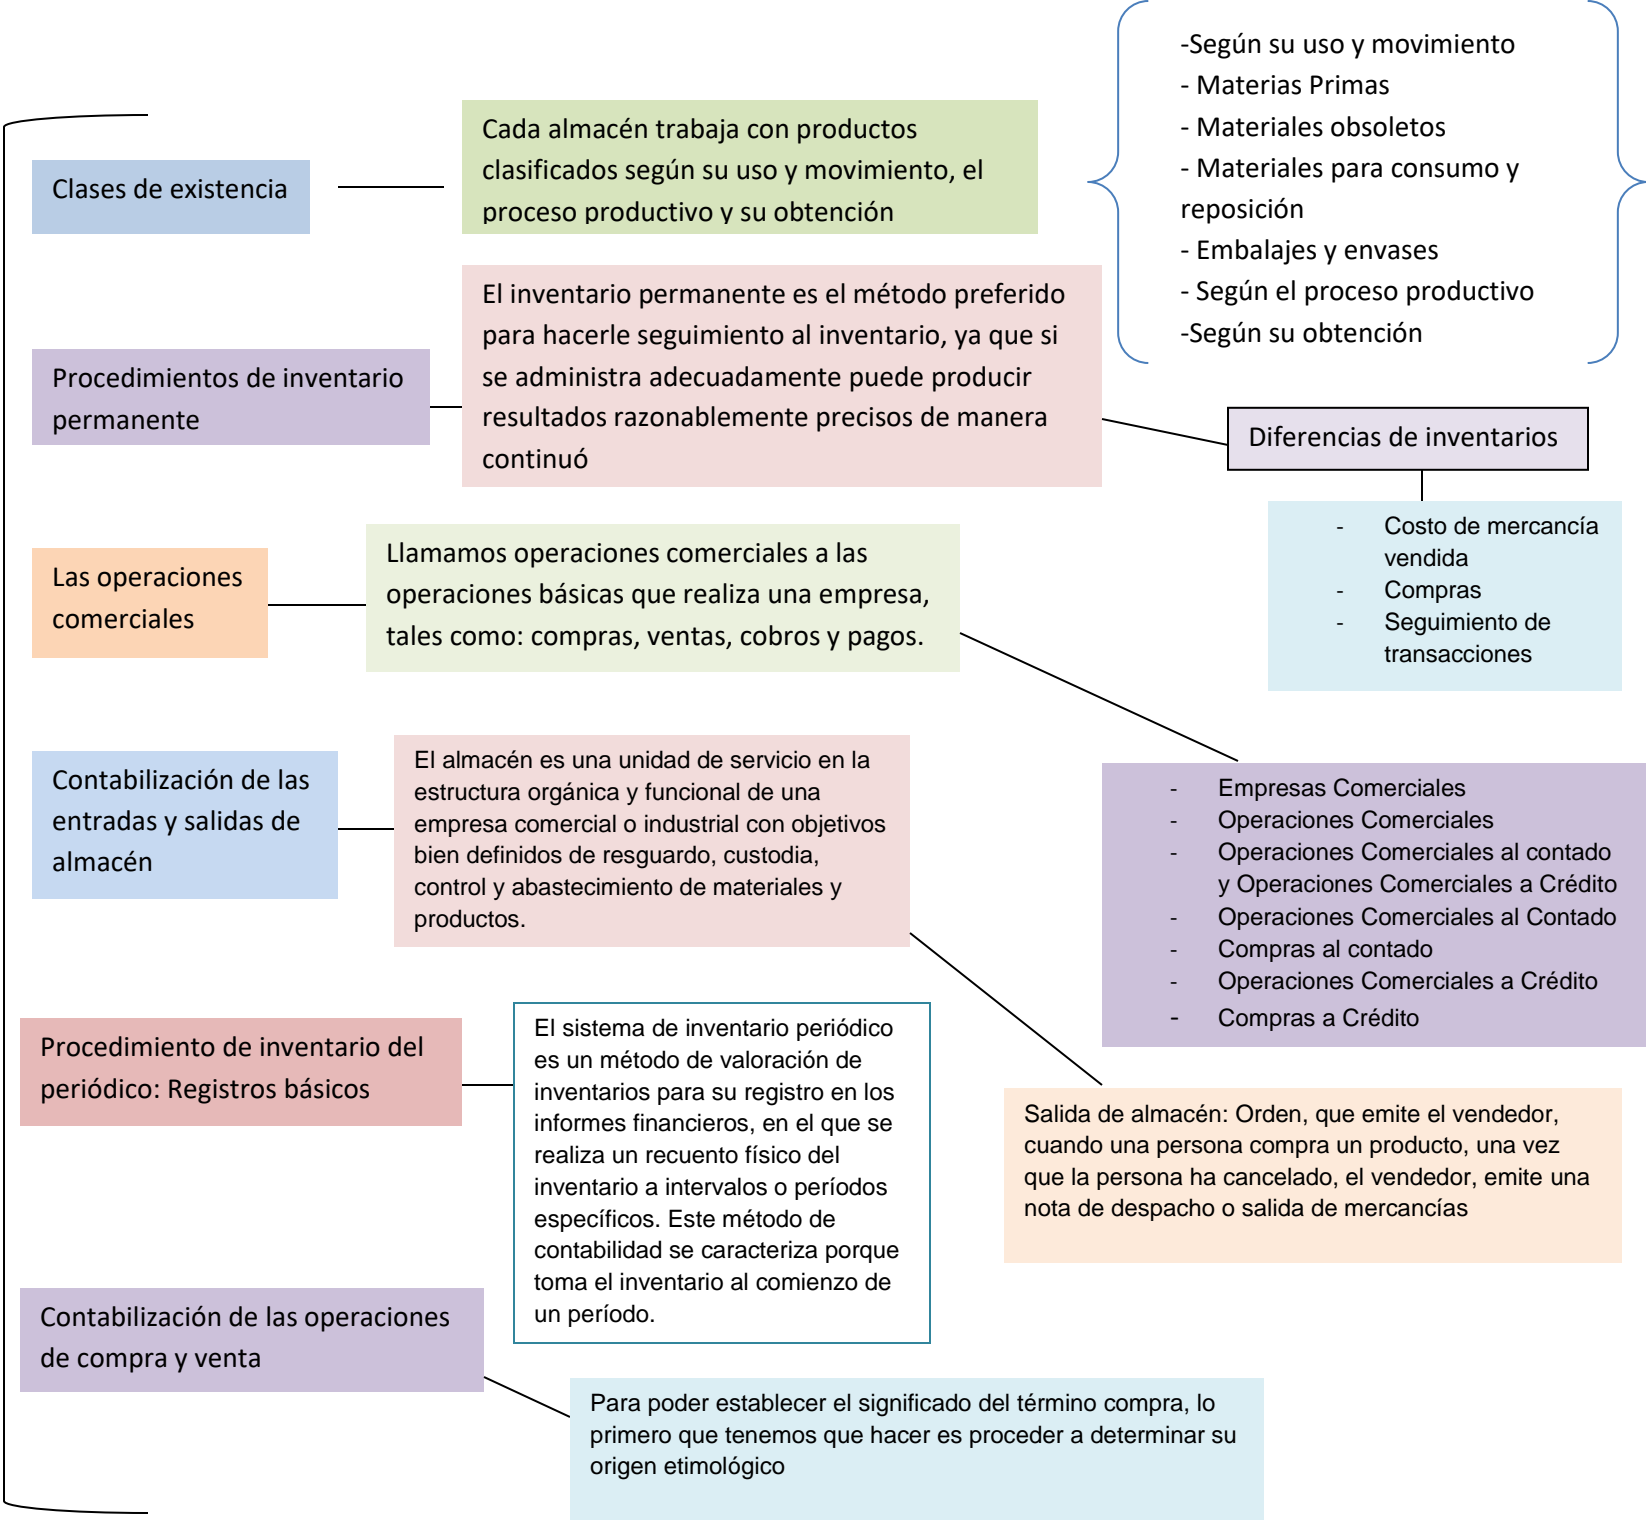 Clases de existencia
Cada almacén trabaja con productos
clasificados según su uso y movimiento, el
proceso productivo y su obtención
-Según su uso y movimiento
- Materias Primas
- Materiales obsoletos
- Materiales para consumo y
reposición
- Embalajes y envases
- Según el proceso productivo
-Según su obtención
Procedimientos de inventario
permanente
El inventario permanente es el método preferido
para hacerle seguimiento al inventario, ya que si
se administra adecuadamente puede producir
resultados razonablemente precisos de manera
continuó
Diferencias de inventarios
- Costo de mercancía
vendida
- Compras
- Seguimiento de
transacciones
Las operaciones
comerciales
Llamamos operaciones comerciales a las
operaciones básicas que realiza una empresa,
tales como: compras, ventas, cobros y pagos.
- Empresas Comerciales
- Operaciones Comerciales
- Operaciones Comerciales al contado
y Operaciones Comerciales a Crédito
- Operaciones Comerciales al Contado
- Compras al contado
- Operaciones Comerciales a Crédito
- Compras a Crédito
Contabilización de las
entradas y salidas de
almacén
El almacén es una unidad de servicio en la
estructura orgánica y funcional de una
empresa comercial o industrial con objetivos
bien definidos de resguardo, custodia,
control y abastecimiento de materiales y
productos.
Salida de almacén: Orden, que emite el vendedor,
cuando una persona compra un producto, una vez
que la persona ha cancelado, el vendedor, emite una
nota de despacho o salida de mercancías
Procedimiento de inventario del
periódico: Registros básicos
El sistema de inventario periódico
es un método de valoración de
inventarios para su registro en los
informes financieros, en el que se
realiza un recuento físico del
inventario a intervalos o períodos
específicos. Este método de
contabilidad se caracteriza porque
toma el inventario al comienzo de
un período.
Contabilización de las operaciones
de compra y venta
Para poder establecer el significado del término compra, lo
primero que tenemos que hacer es proceder a determinar su
origen etimológico